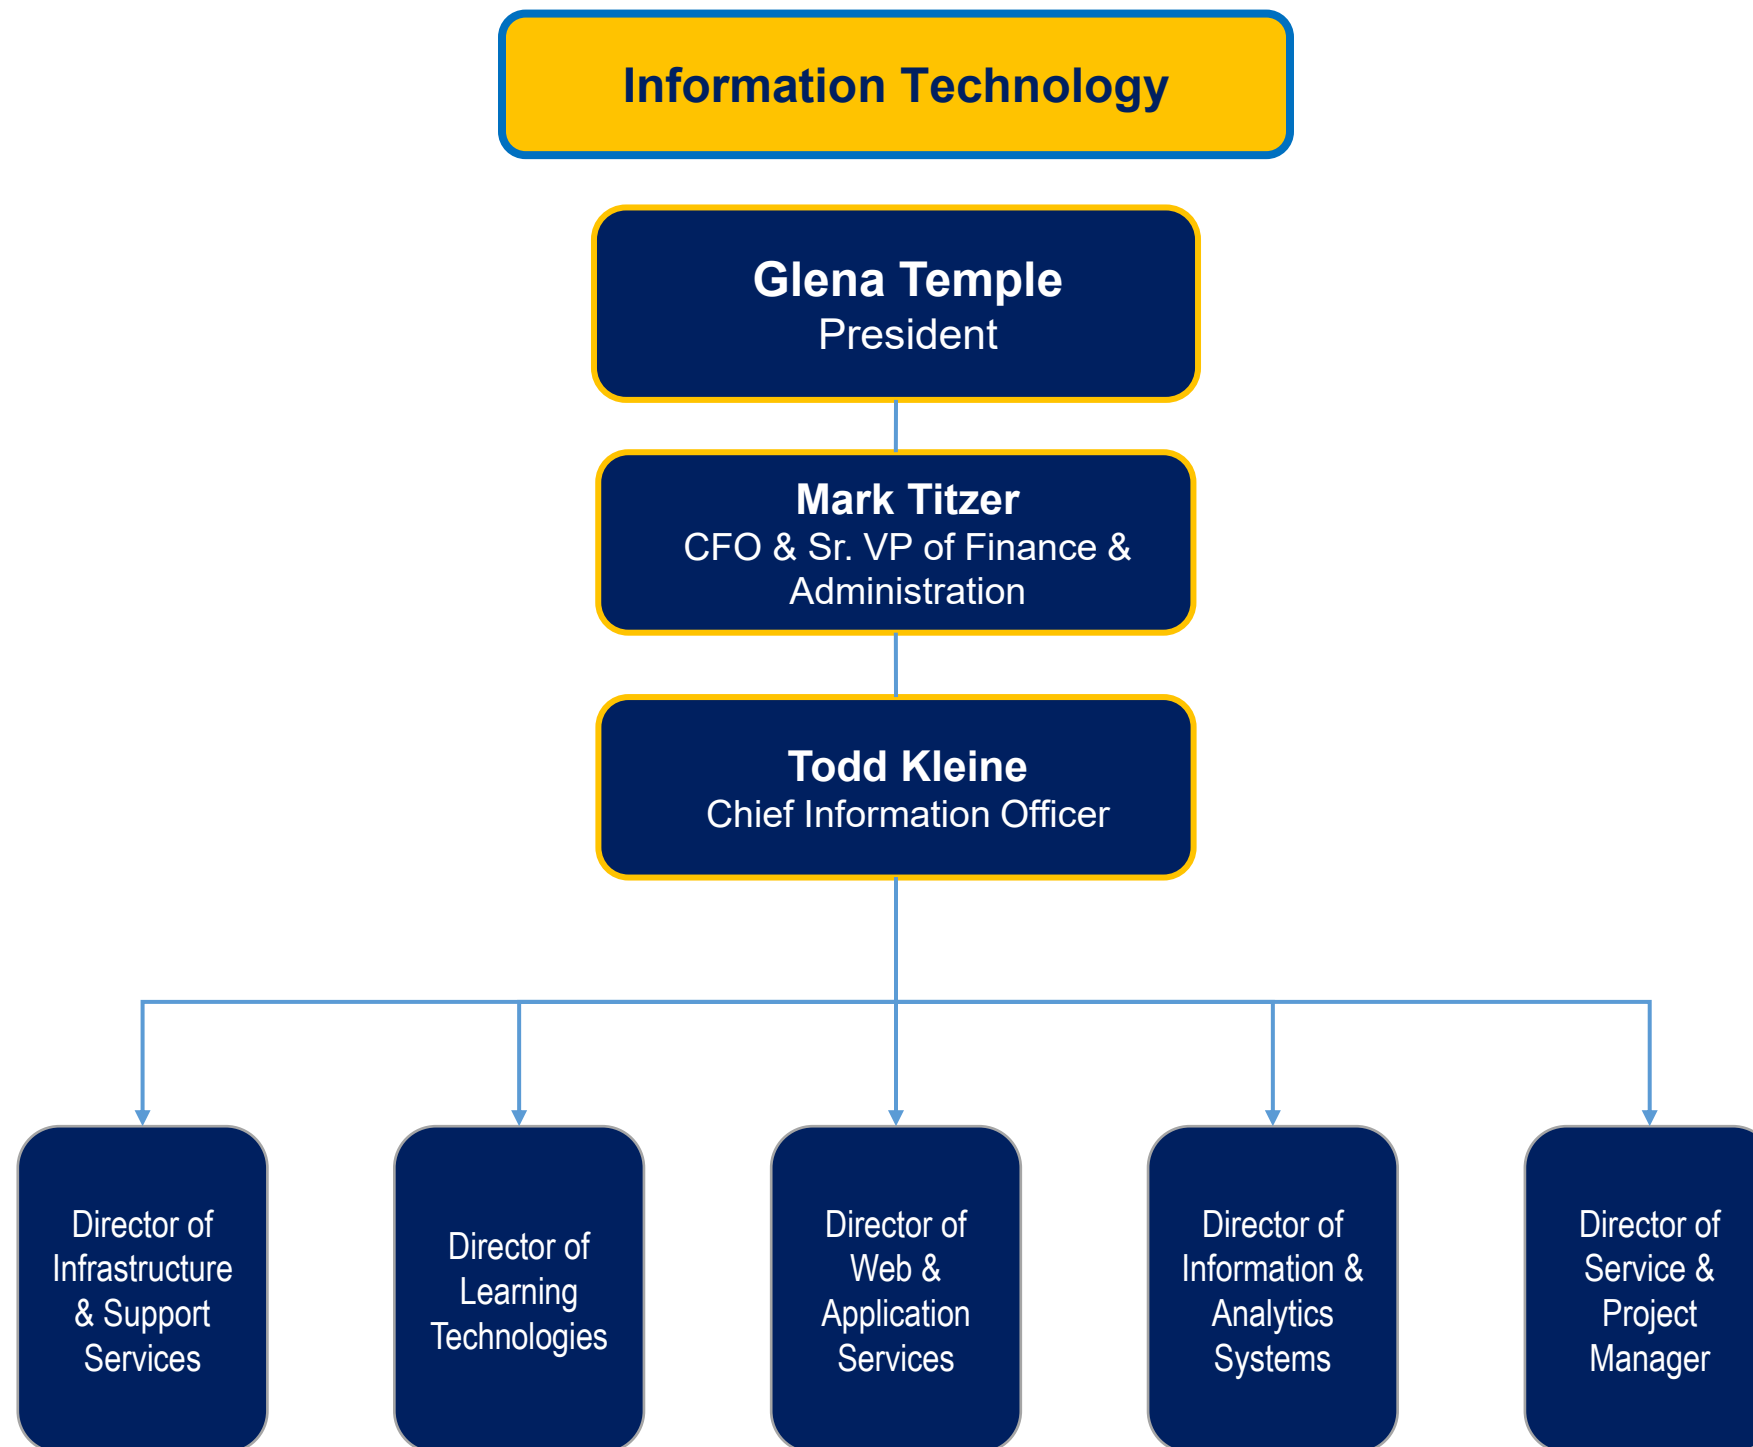 Information Technology
Glena Temple
President
Mark Titzer
CFO & Sr. VP of Finance &
Administration
Todd Kleine
Chief Information Officer
Director of
Infrastructure
& Support
Services
Director of
Learning
Technologies
Director of
Web &
Application
Services
Director of
Information &
Analytics
Systems
Director of
Service &
Project
Manager